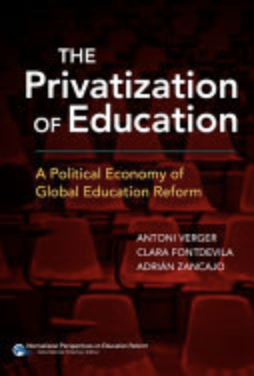 THE
Privatization
OF Education
A Political Economy of
Global Education Reform
ANTONI VERGER
CLARA FONTDEVILA
ADRIÁN ZANCAJO
International Perspectives on Education Reform